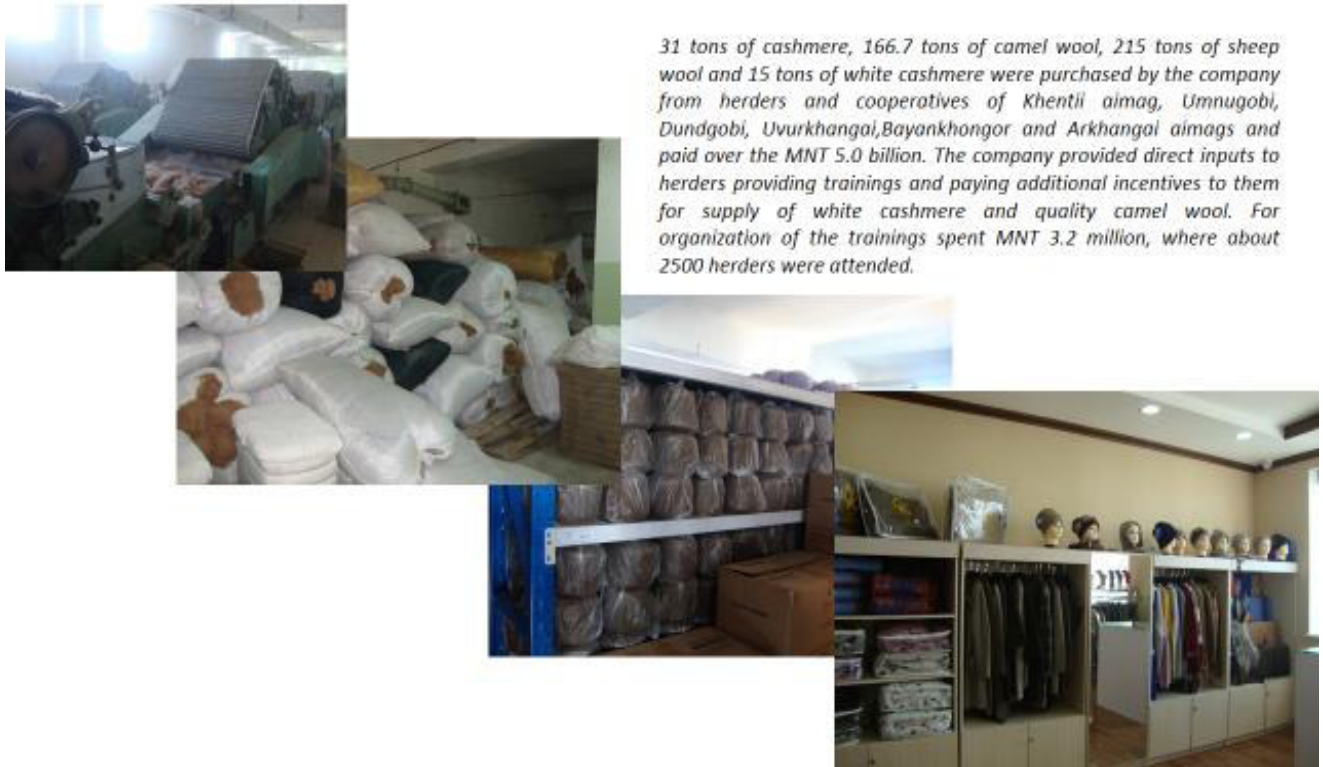 31 tons of cashmere, 166.7 tons of camel wool, 215 tons of sheep
wool and 15 tons of white cashmere were purchased by the company
from herders and cooperatives of Khentii aimag, Umnugobi,
Dundgobi, Uvurkhangai,Bayankhongor and Arkhangai aimags and
paid over the MNT 5.0 billion. The company provided direct inputs to
herders providing trainings and paying additional incentives to them
for supply of white cashmere and quality camel wool. For
organization of the trainings spent MNT 3.2 million, where about
2500 herders were attended.